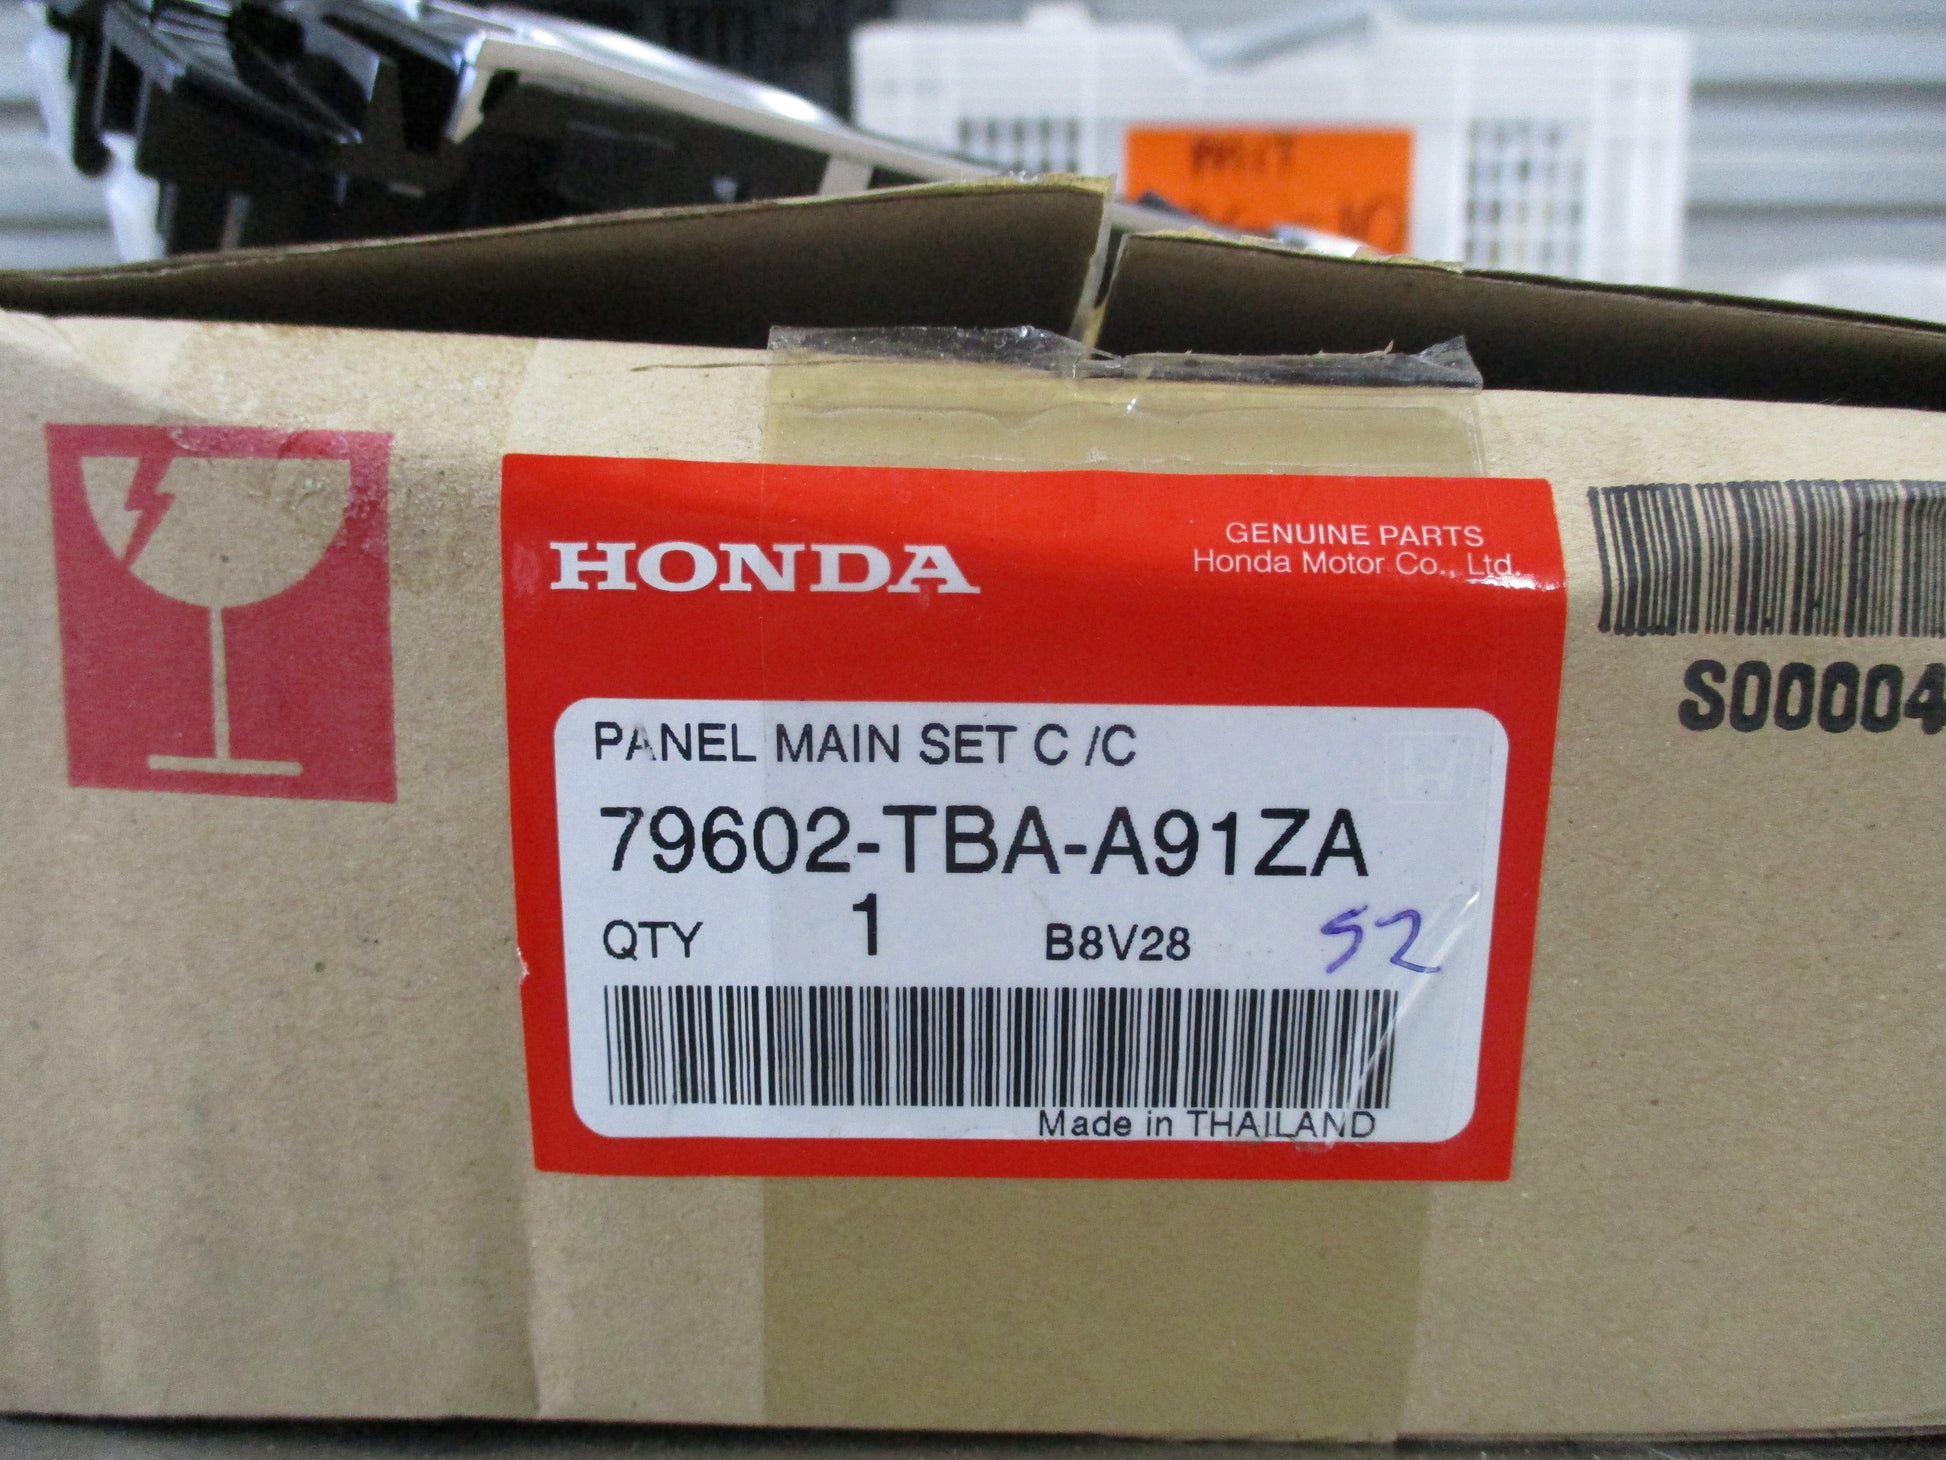 HONDA
GENUINE PARTS
Honda Motor Co., Ltd.
S00004
PANEL MAIN SET C /C
79602-TBA-A91ZA
QTY 1 B8V28 52
Made in THAILAND